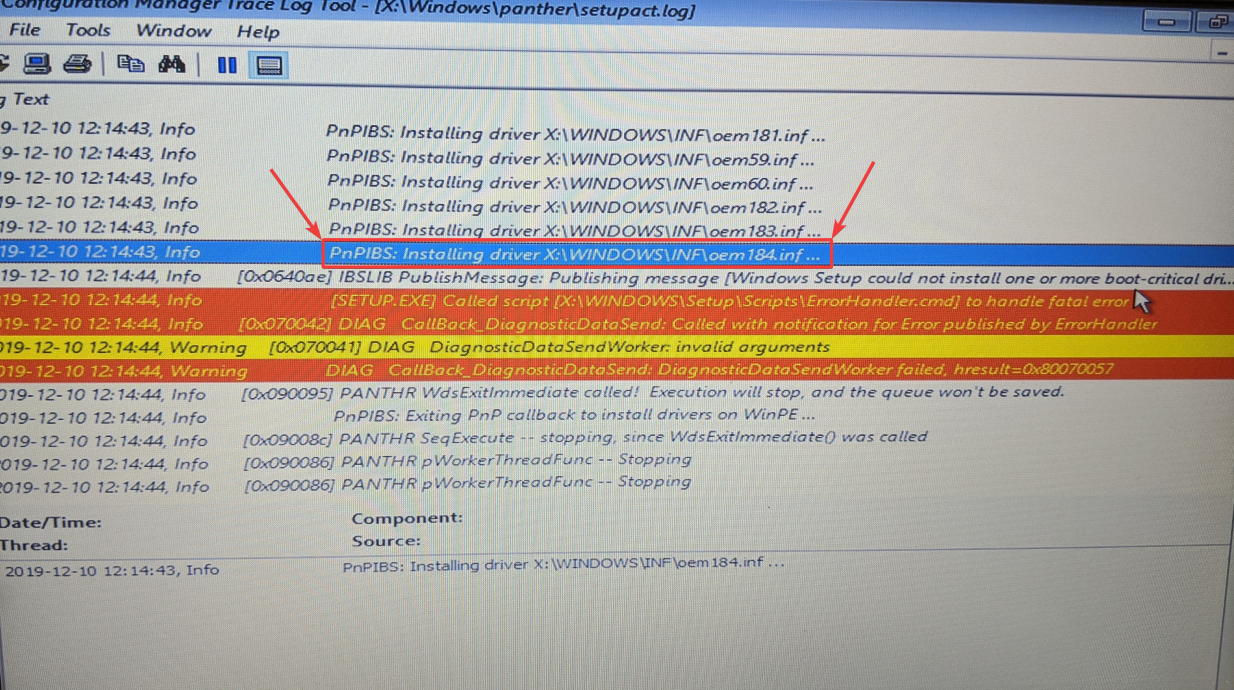 Configuration Manager Trace Log Tool - [X:\Windows\panther\setupact.log]
File Tools Window Help
Text
9-12-10 12:14:43, Info PnPIBS: Installing driver X:\WINDOWS\INF\oem181.inf ...
9-12-10 12:14:43, Info PnPIBS: Installing driver X:\WINDOWS\INF\oem59.inf ...
19-12-10 12:14:43, Info PnPIBS: Installing driver X:\WINDOWS\INF\oem60.inf ...
19-12-10 12:14:43, Info PnPIBS: Installing driver X:\WINDOWS\INF\oem182.inf ...
19-12-10 12:14:43, Info PnPIBS: Installing driver X:\WINDOWS\INF\oem183.inf ...
19-12-10 12:14:43, Info PnPIBS: Installing driver X:\WINDOWS\INF\oem184.inf ...
19-12-10 12:14:44, Info [0x0640ae] IBSLIB PublishMessage: Publishing message [Windows Setup could not install one or more boot-critical dri...
19-12-10 12:14:44, Info [SETUP.EXE] Called script [X:\WINDOWS\Setup\Scripts\ErrorHandler.cmd] to handle fatal error
019-12-10 12:14:44, Info [0x070042] DIAG CallBack_DiagnosticDataSend: Called with notification for Error published by ErrorHandler
019-12-10 12:14:44, Warning [0x070041] DIAG DiagnosticDataSendWorker: invalid arguments
019-12-10 12:14:44, Warning DIAG CallBack_DiagnosticDataSend: DiagnosticDataSendWorker failed, hresult=0x80070057
019-12-10 12:14:44, Info [0x090095] PANTHR WdsExitImmediate called! Execution will stop, and the queue won't be saved.
019-12-10 12:14:44, Info PnPIBS: Exiting PnP callback to install drivers on WinPE ...
2019-12-10 12:14:44, Info [0x09008c] PANTHR SeqExecute -- stopping, since WdsExitImmediate() was called
2019-12-10 12:14:44, Info [0x090086] PANTHR pWorkerThreadFunc -- Stopping
2019-12-10 12:14:44, Info [0x090086] PANTHR pWorkerThreadFunc -- Stopping
Date/Time: Component:
Thread: Source:
2019-12-10 12:14:43, Info PnPIBS: Installing driver X:\WINDOWS\INF\oem184.inf ...